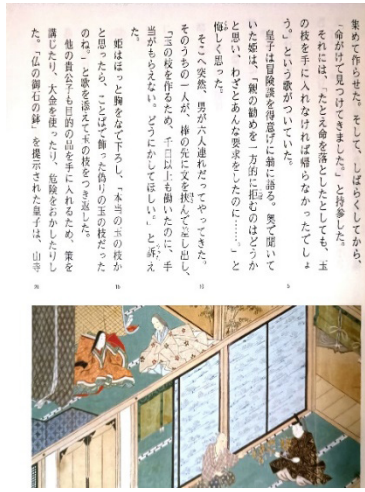 集めて作らせた。そして、しばらくしてから、
「命がけで見つけてきました。」と持参した。
それには、「たとえ命を落としたとしても、玉
の枝を手に入れなければ帰らなかったでしょ
う。」という歌がついていた。
皇子は冒険談を得意げに翁に語る。奥で聞いて
いた姫は、「親の勧めを一方的に拒むのはどうか
と思い、わざとあんな要求をしたのに……。」と
悔しく思った。
そこへ突然、男が六人連れだってやってきた。
そのうちの一人が、棒の先に文を挟んで差し出し、
「玉の枝を作るため、千日以上も働いたのに、手
当がもらえない。どうにかしてほしい。」と訴え
た。
姫はほっと胸をなで下ろし、「本当の玉の枝か
と思ったら、ことばで飾った偽りの玉の枝だった
のね。」と歌を添えて玉の枝をつき返した。
他の貴公子も目的の品を手に入れるため、策を
講じたり、大金を使ったり、危険をおかしたりし
た。「仏の御石の鉢」を提示された皇子は、山寺
5
10
15
20